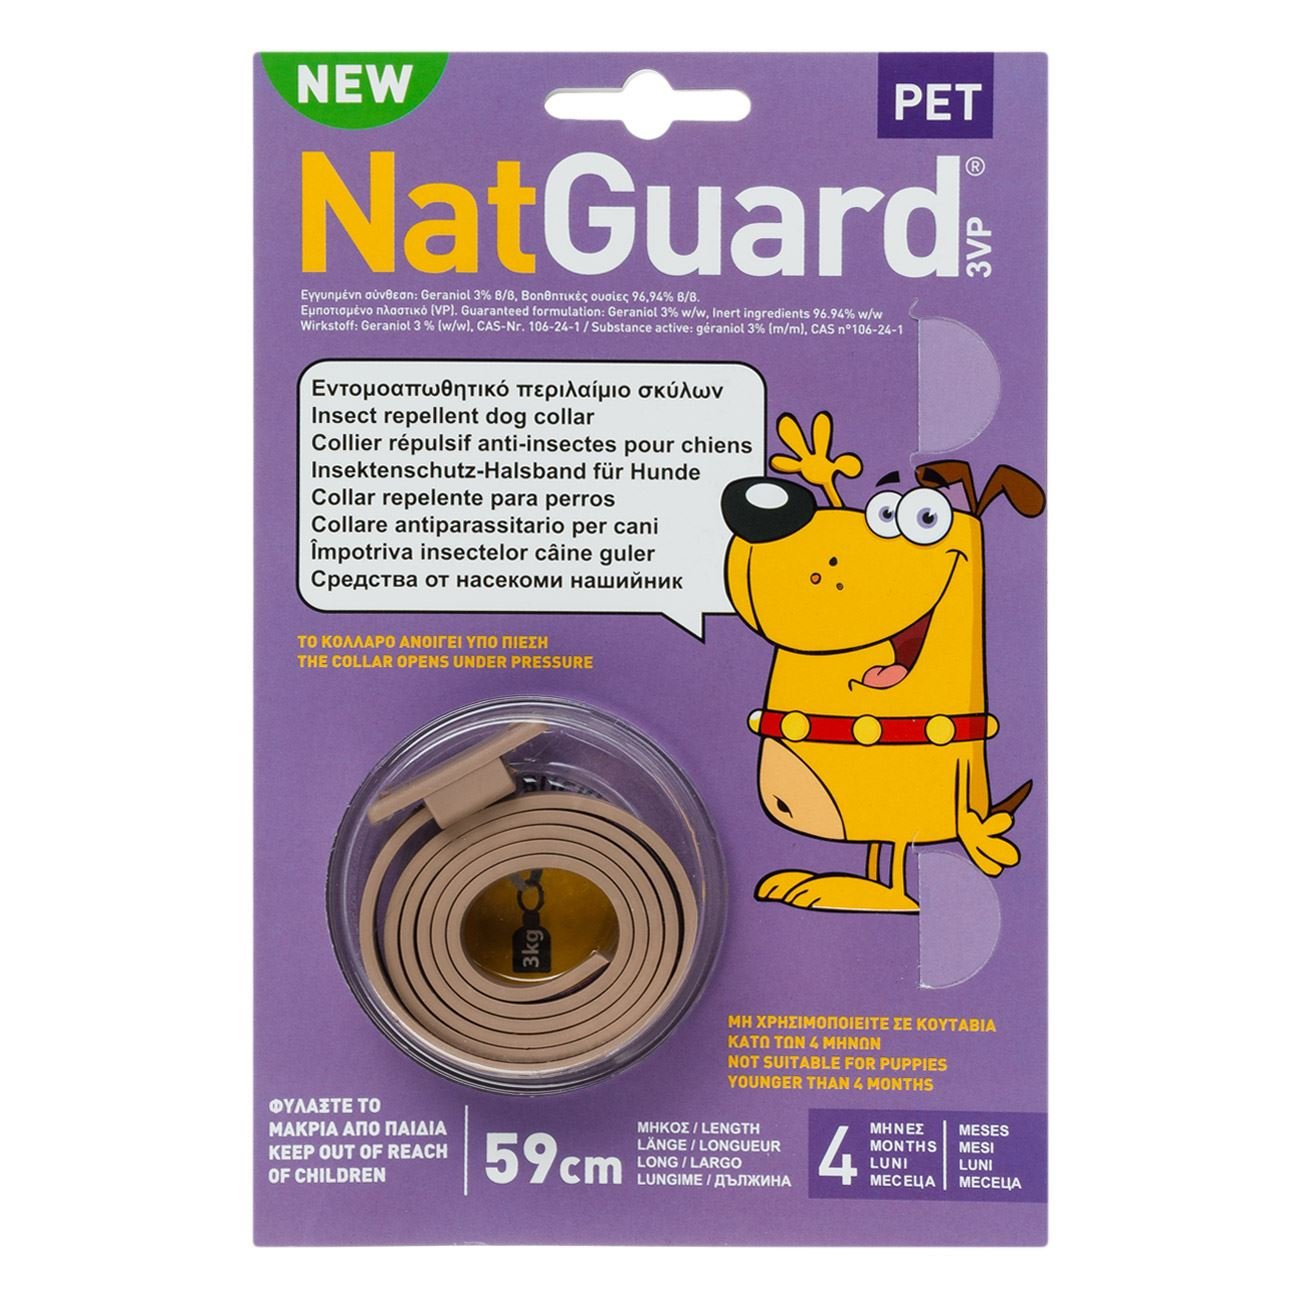 NEW
PET
NatGuard®
3VP
Εγγυημένη σύνθεση: Geraniol 3% Β/Β, Βοηθητικές ουσίες 96,94% Β/Β.
Εμποτισμένο πλαστικό (VP). Guaranteed formulation: Geraniol 3% w/w, Inert ingredients 96.94% w/w
Wirkstoff: Geraniol 3 % (w/w), CAS-Nr. 106-24-1 / Substance active: géraniol 3% (m/m), CAS n°106-24-1
Εντομοαπωθητικό περιλαίμιο σκύλων
Insect repellent dog collar
Collier répulsif anti-insectes pour chiens
Insektenschutz-Halsband für Hunde
Collar repelente para perros
Collare antiparassitario per cani
Împotriva insectelor câine guler
Средства от насекоми нашийник
ΤΟ ΚΟΛΛΑΡΟ ΑΝΟΙΓΕΙ ΥΠΟ ΠΙΕΣΗ
THE COLLAR OPENS UNDER PRESSURE
3kg
ΜΗ ΧΡΗΣΙΜΟΠΟΙΕΙΤΕ ΣΕ ΚΟΥΤΑΒΙΑ
ΚΑΤΩ ΤΩΝ 4 ΜΗΝΩΝ
NOT SUITABLE FOR PUPPIES
YOUNGER THAN 4 MONTHS
ΦΥΛΑΞΤΕ ΤΟ
ΜΑΚΡΙΑ ΑΠΟ ΠΑΙΔΙΑ
KEEP OUT OF REACH
OF CHILDREN
59cm
ΜΗΚΟΣ / LENGTH
LÄNGE / LONGUEUR
LONG / LARGO
LUNGIME / ДЪЛЖИНА
4
ΜΗΝΕΣ
MONTHS
LUNI
МЕСЕЦА
MESES
MESI
LUNI
МЕСЕЦА